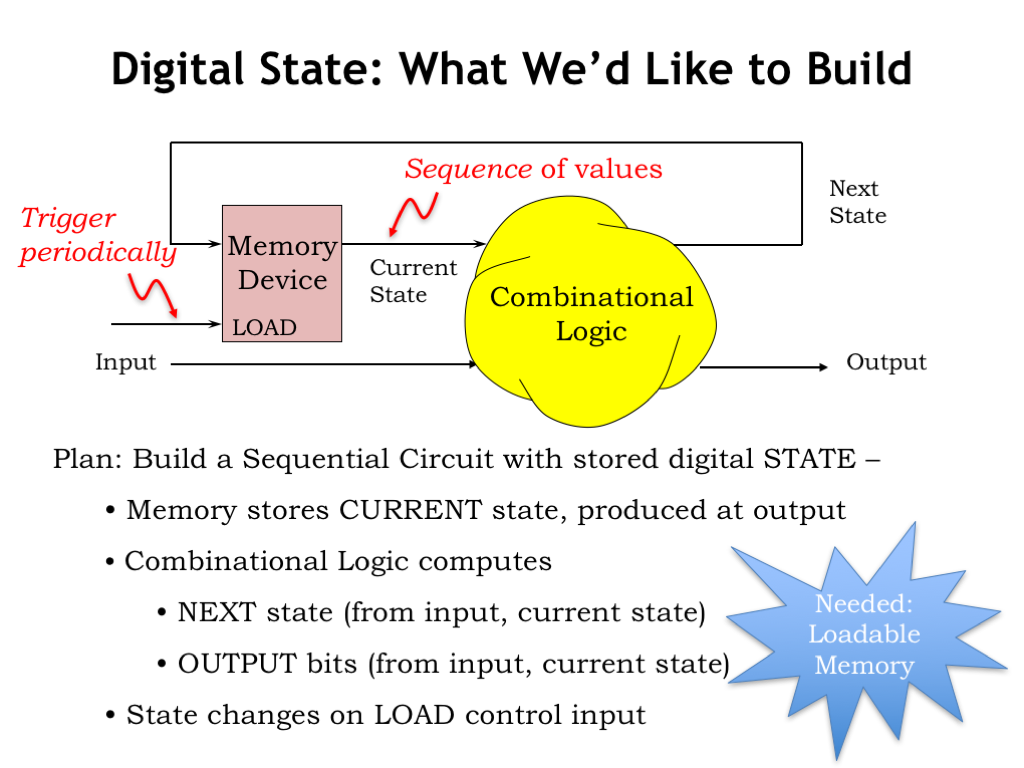 Digital State: What We’d Like to Build
Sequence of values
Next
State
Trigger
periodically
Memory
Device
LOAD
Current
State
Combinational
Logic
Input
Output
Plan: Build a Sequential Circuit with stored digital STATE –
• Memory stores CURRENT state, produced at output
• Combinational Logic computes
• NEXT state (from input, current state)
• OUTPUT bits (from input, current state)
• State changes on LOAD control input
Needed:
Loadable
Memory